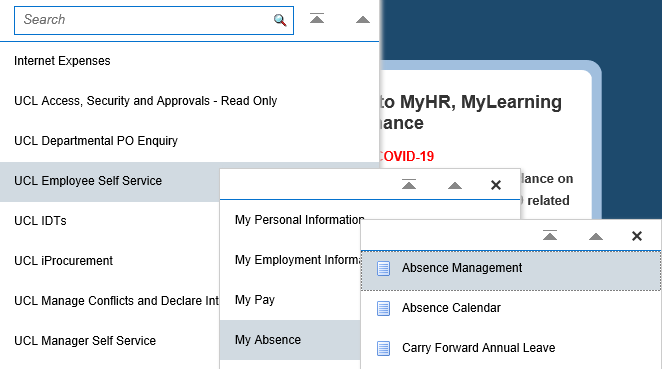 Search
Internet Expenses
UCL Access, Security and Approvals - Read Only
UCL Departmental PO Enquiry
UCL Employee Self Service
UCL IDTs
UCL iProcurement
UCL Manage Conflicts and Declare Int
UCL Manager Self Service
to MyHR, MyLearning
nance
COVID-19
dance on
related
My Personal Information
My Employment Informa
My Pay
My Absence
Absence Management
Absence Calendar
Carry Forward Annual Leave